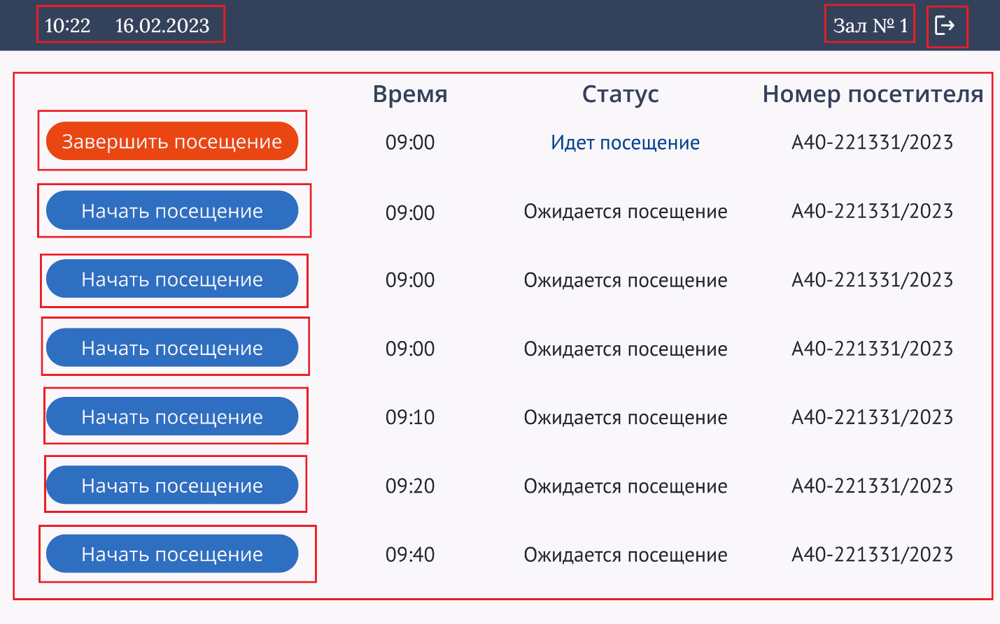 10:22 16.02.2023 Зал № 1
Время Статус Номер посетителя
Завершить посещение 09:00 Идет посещение А40-221331/2023
Начать посещение 09:00 Ожидается посещение А40-221331/2023
Начать посещение 09:00 Ожидается посещение А40-221331/2023
Начать посещение 09:00 Ожидается посещение А40-221331/2023
Начать посещение 09:10 Ожидается посещение А40-221331/2023
Начать посещение 09:20 Ожидается посещение А40-221331/2023
Начать посещение 09:40 Ожидается посещение А40-221331/2023